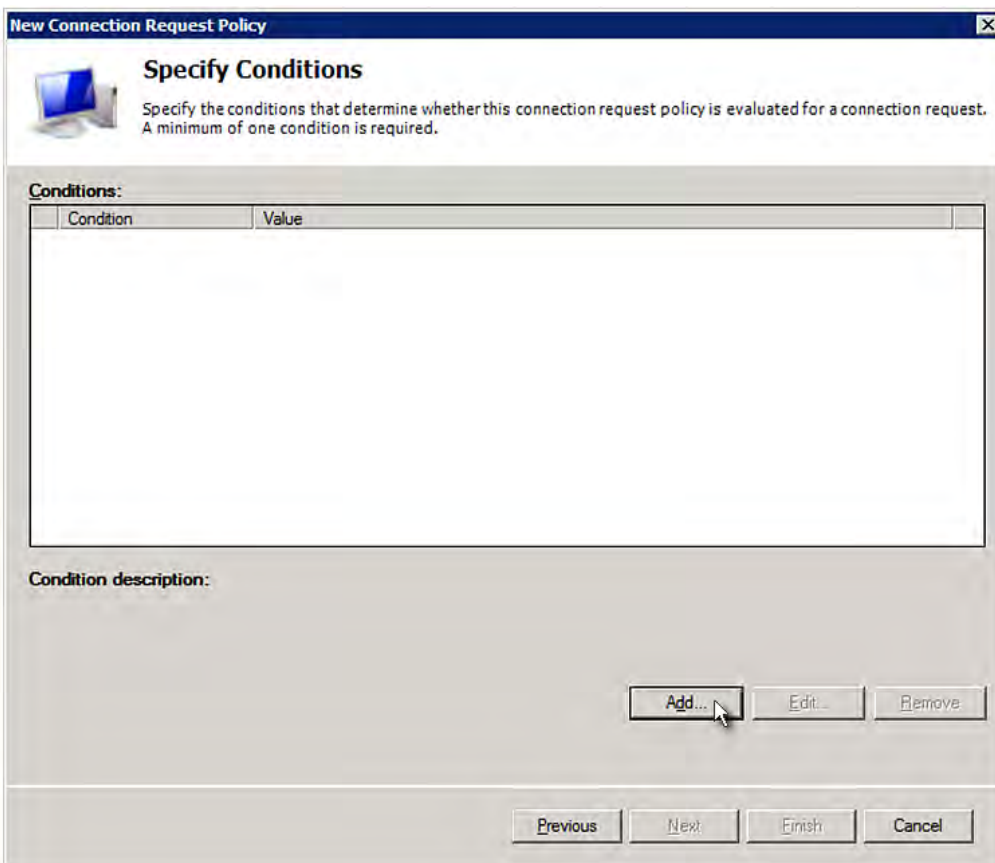 New Connection Request Policy
Specify Conditions
Specify the conditions that determine whether this connection request policy is evaluated for a connection request.
A minimum of one condition is required.
Conditions:
Condition Value
Condition description:
Add... Edit... Remove
Previous Next Finish Cancel